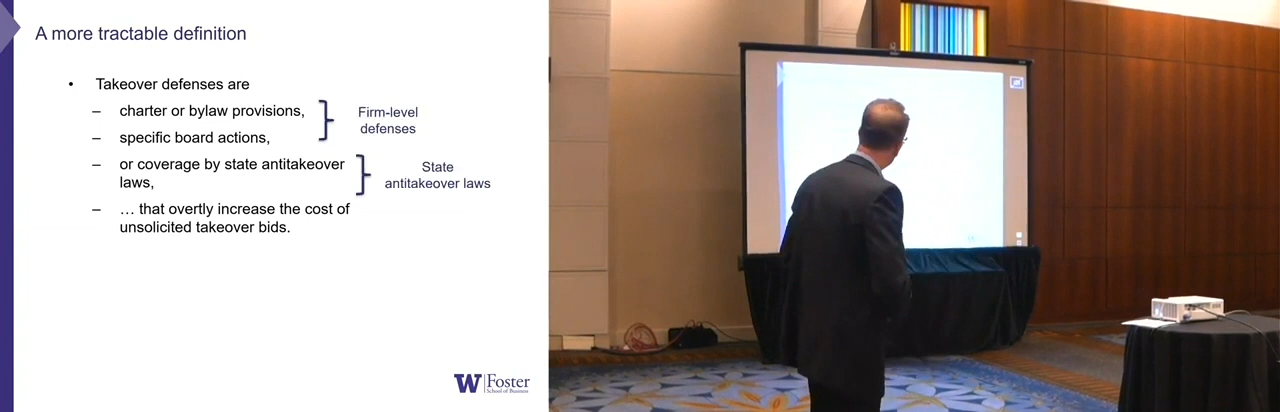 A more tractable definition
• Takeover defenses are
– charter or bylaw provisions,
– specific board actions,
Firm-level
defenses
– or coverage by state antitakeover
laws,
State
antitakeover laws
– … that overtly increase the cost of
unsolicited takeover bids.
W Foster
School of Business